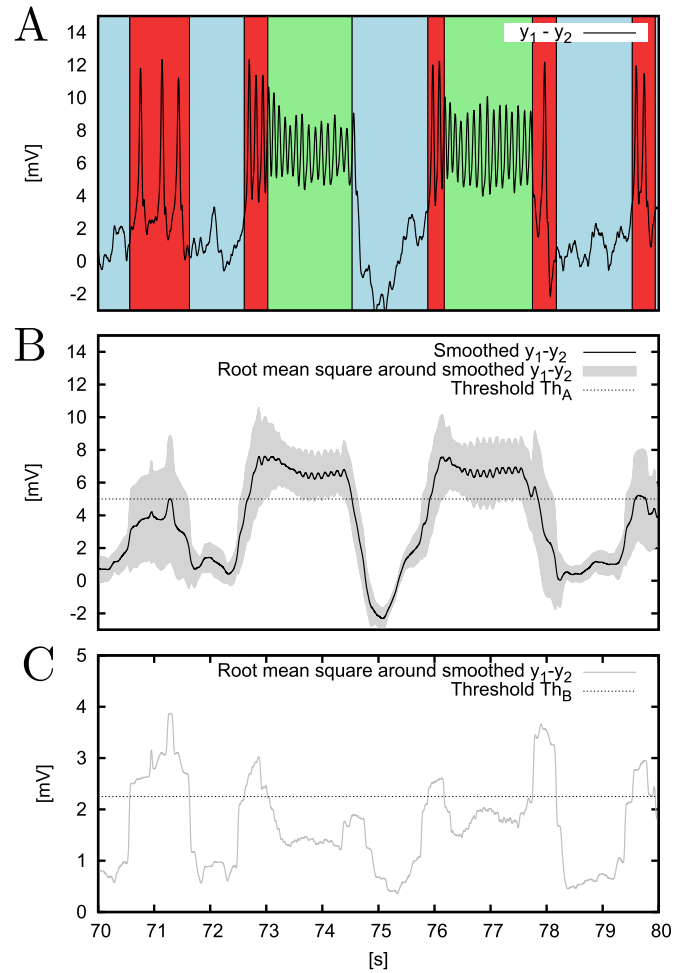 A
y1 - y2
14
12
10
8
6
4
2
0
-2
[mV]
B
Smoothed y1-y2
Root mean square around smoothed y1-y2
Threshold ThA
14
12
10
8
6
4
2
0
-2
[mV]
C
Root mean square around smoothed y1-y2
Threshold ThB
5
4
3
2
1
0
[mV]
70 71 72 73 74 75 76 77 78 79 80
[s]